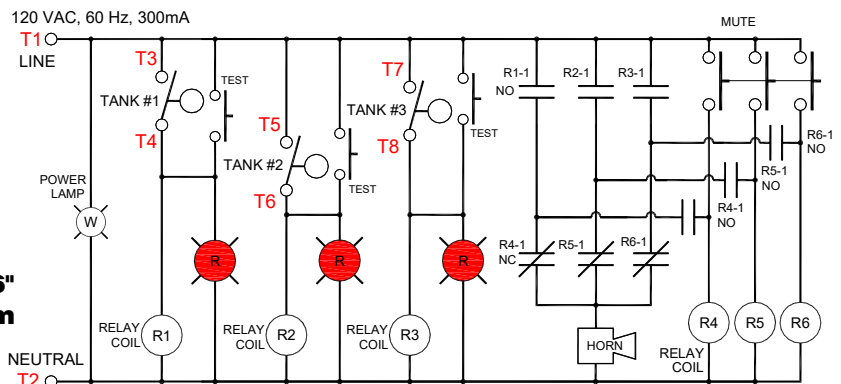 120 VAC, 60 Hz, 300mA
T1
LINE
MUTE
T3
TEST
TANK #1
T4
T5
TANK #2
TEST
T6
T7
TANK #3
TEST
T8
R1-1
NO
R2-1
R3-1
R6-1
NO
R5-1
NO
R4-1
NO
POWER
LAMP
W
R
R
R
R4-1
NC
R5-1
R6-1
6"
m
RELAY
COIL
R1
RELAY
COIL
R2
RELAY
COIL
R3
HORN
R4
R5
R6
RELAY
COIL
NEUTRAL
T2